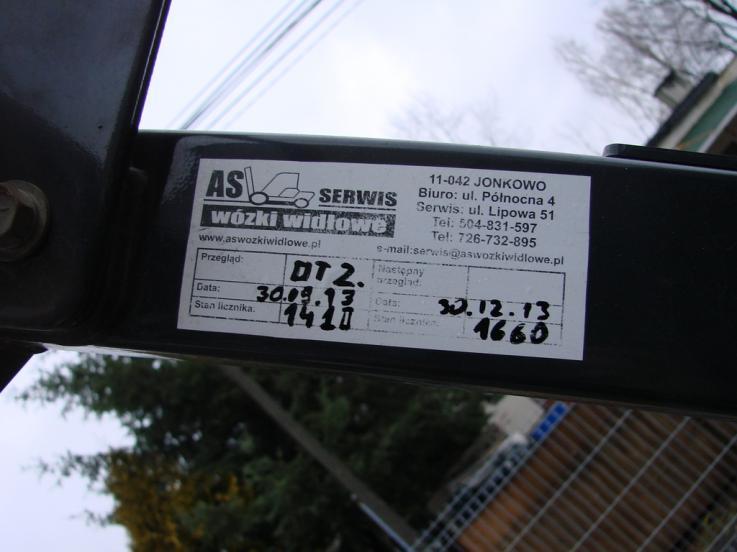 AS SERWIS
wózki widłowe
www.aswozkiwidlowe.pl
11-042 JONKOWO
Biuro: ul. Północna 4
Serwis: ul. Lipowa 51
Tel: 504-831-597
Tel: 726-732-895
e-mail:serwis@aswozkiwidlowe.pl
Przegląd: OT2.
Data: 30.09.13
Stan licznika. 1410
Następny przegląd:
Data: 30.12.13
Stan licznika: 1660